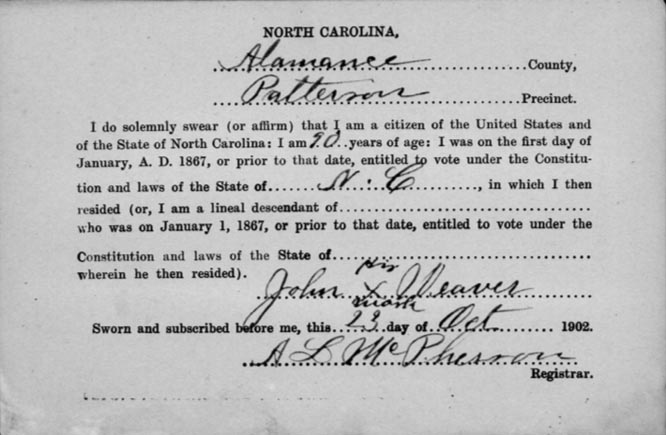 NORTH CAROLINA,
Alamance County,
Patterson Precinct.
I do solemnly swear (or affirm) that I am a citizen of the United States and
of the State of North Carolina: I am 90 years of age: I was on the first day of
January, A. D. 1867, or prior to that date, entitled to vote under the Constitu-
tion and laws of the State of N. C, in which I then
resided (or, I am a lineal descendant of
who was on January 1, 1867, or prior to that date, entitled to vote under the
Constitution and laws of the State of
wherein he then resided).
his
John X Weaver
mark
Sworn and subscribed before me, this 23 day of Oct. 1902.
A L McPherson
Registrar.